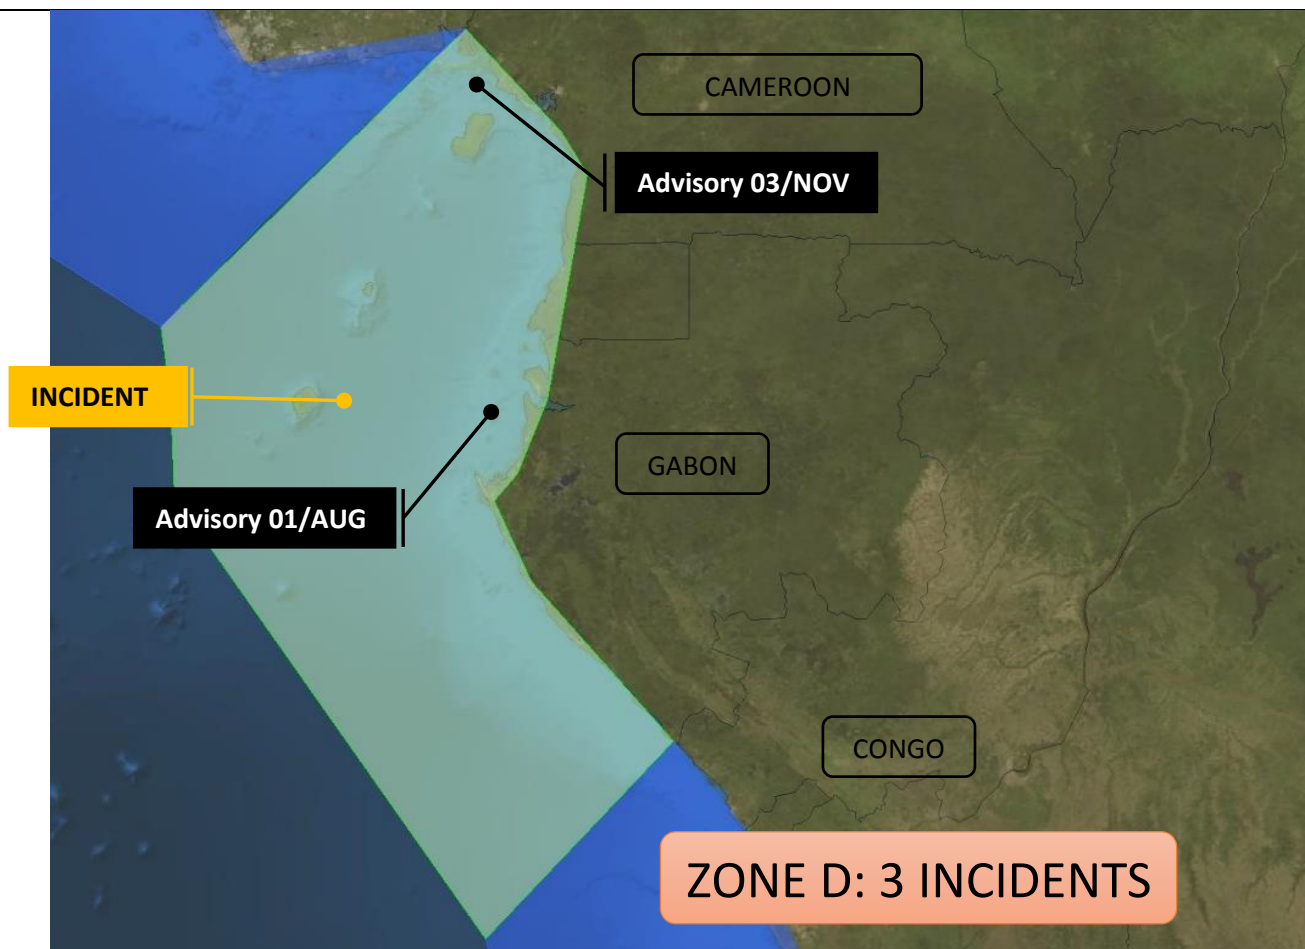 CAMEROON
Advisory 03/NOV
INCIDENT
GABON
Advisory 01/AUG
CONGO
ZONE D: 3 INCIDENTS